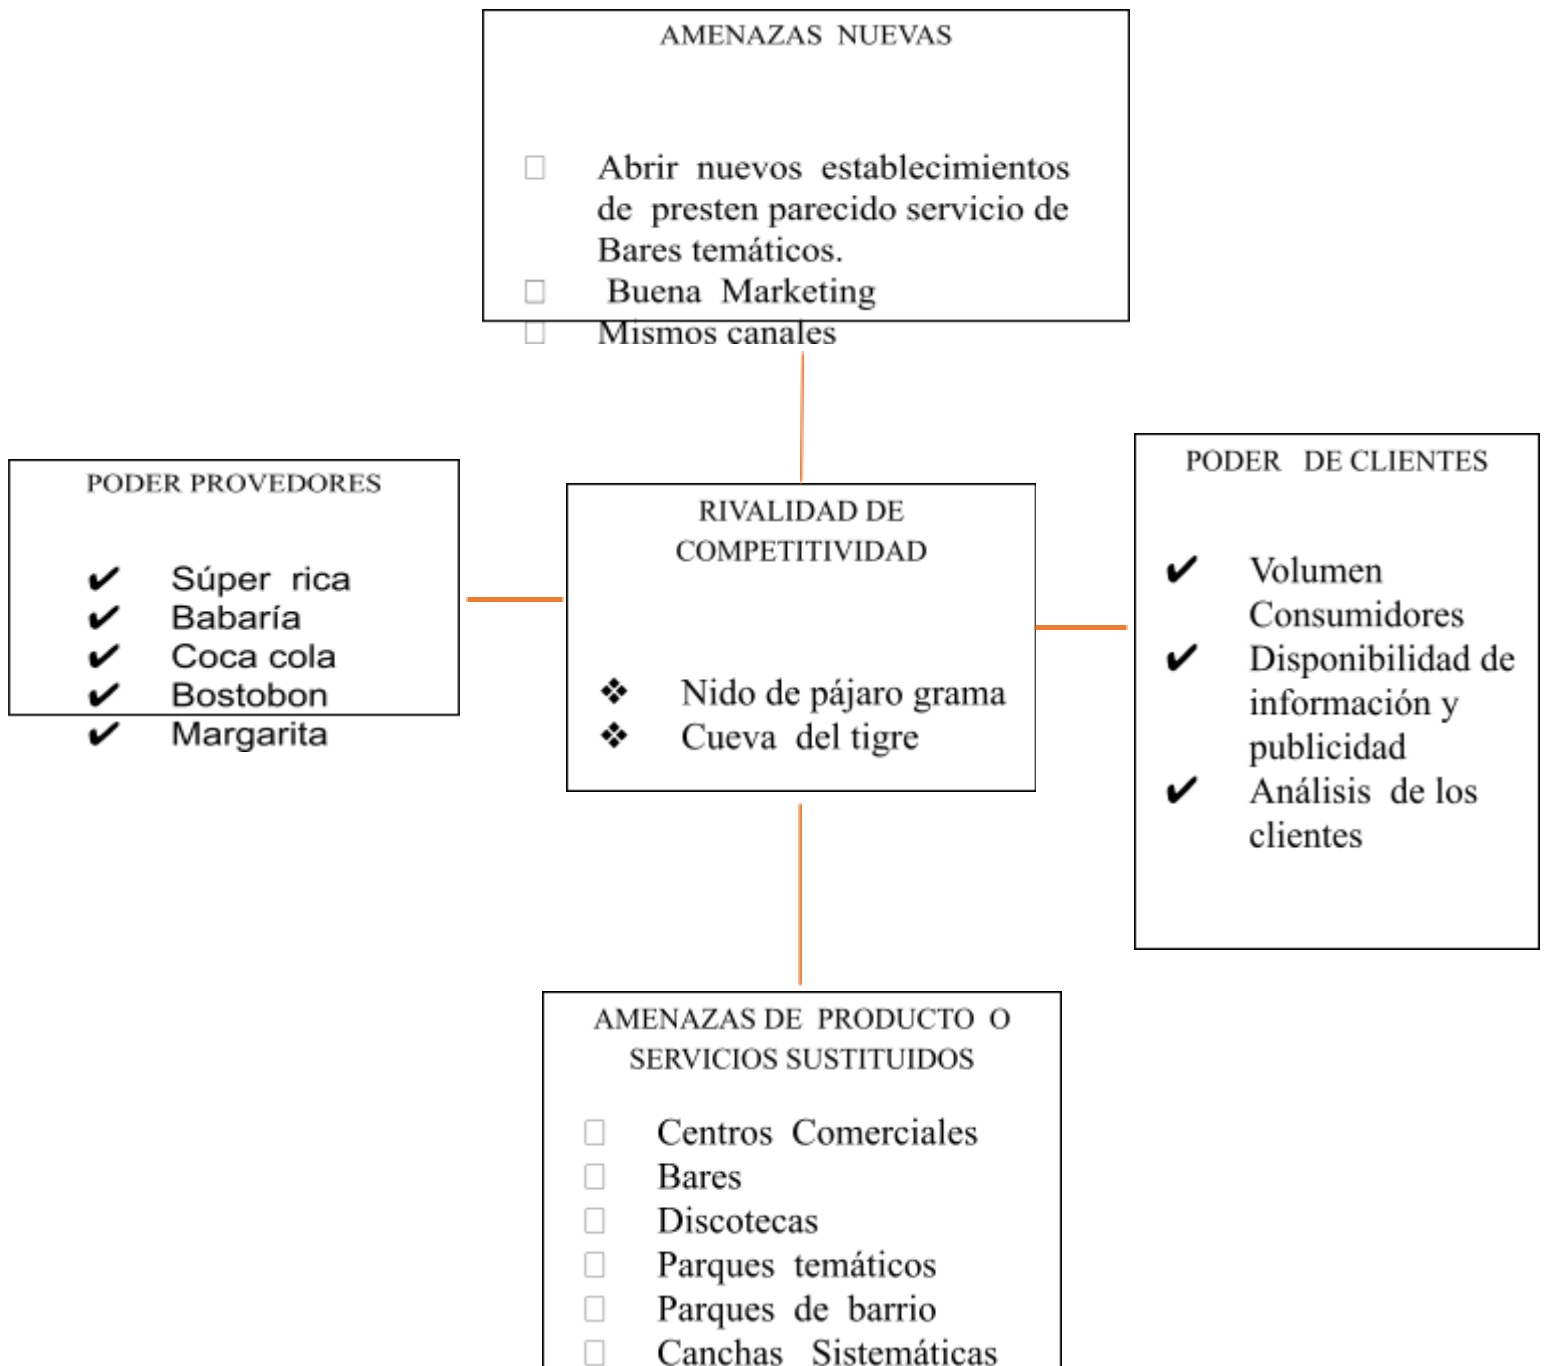 AMENAZAS NUEVAS
Abrir nuevos establecimientos
de presten parecido servicio de
Bares temáticos.
Buena Marketing
Mismos canales
PODER PROVEDORES
✔ Súper rica
✔ Babaría
✔ Coca cola
✔ Bostobon
✔ Margarita
RIVALIDAD DE
COMPETITIVIDAD
❖ Nido de pájaro grama
❖ Cueva del tigre
PODER DE CLIENTES
✔ Volumen
Consumidores
✔ Disponibilidad de
información y
publicidad
✔ Análisis de los
clientes
AMENAZAS DE PRODUCTO O
SERVICIOS SUSTITUIDOS
Centros Comerciales
Bares
Discotecas
Parques temáticos
Parques de barrio
Canchas Sistemáticas